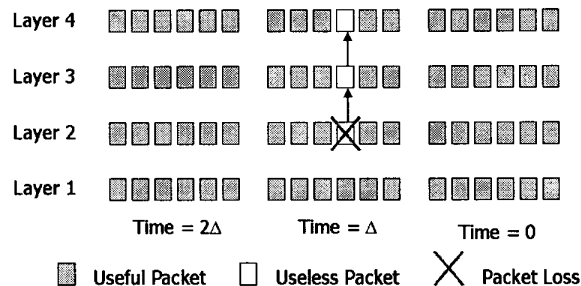 Layer 4
Layer 3
Layer 2
Layer 1
Time = 2Δ
Time = Δ
Time = 0
Useful Packet
Useless Packet
Packet Loss